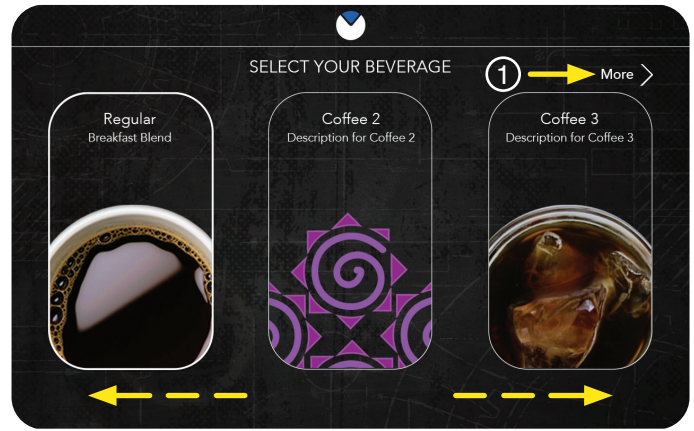 SELECT YOUR BEVERAGE
1
More
Regular
Breakfast Blend
Coffee 2
Description for Coffee 2
Coffee 3
Description for Coffee 3